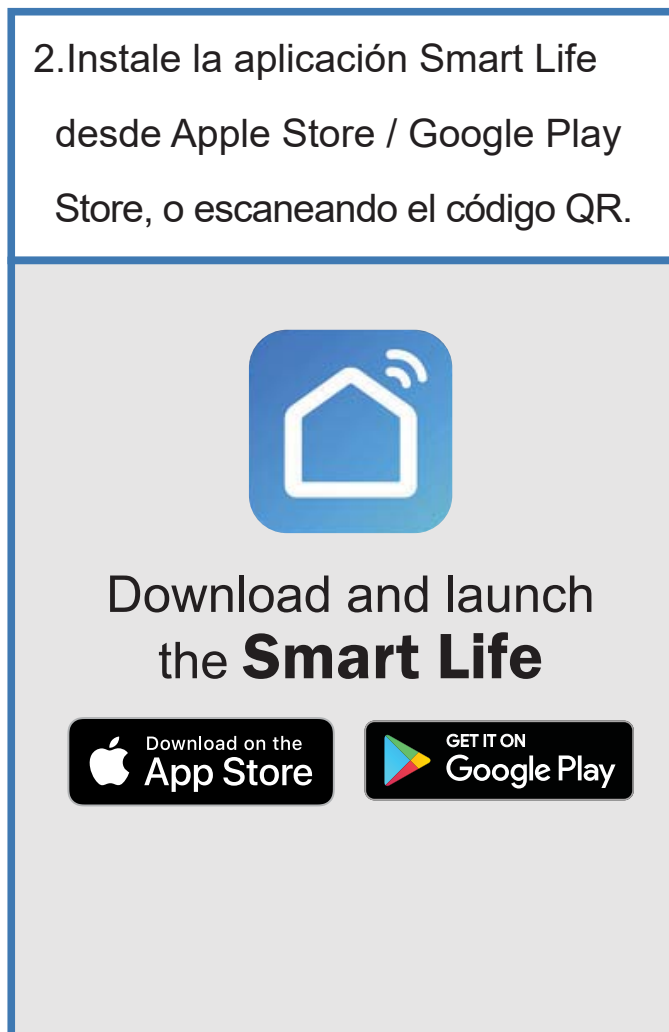 2.Instale la aplicación Smart Life
desde Apple Store / Google Play
Store, o escaneando el código QR.
Download and launch
the Smart Life
Download on the
App Store
GET IT ON
Google Play